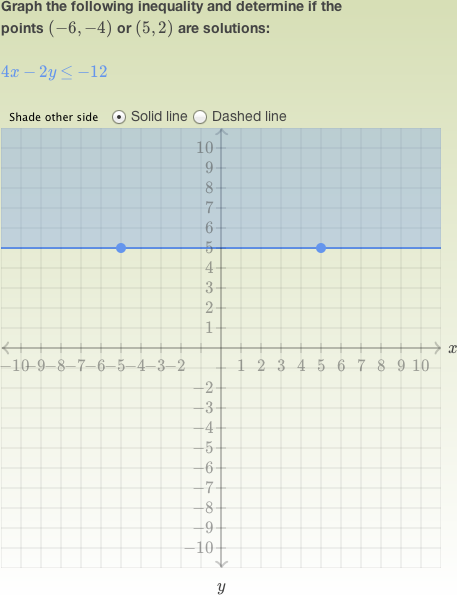 Graph the following inequality and determine if the
points (−6, −4) or (5, 2) are solutions:
4x − 2y ≤ −12
Shade other side Solid line Dashed line
10
9
8
7
6
5
4
3
2
1
x
−10 −9 −8 −7 −6 −5 −4 −3 −2 1 2 3 4 5 6 7 8 9 10
−2
−3
−4
−5
−6
−7
−8
−9
−10
y